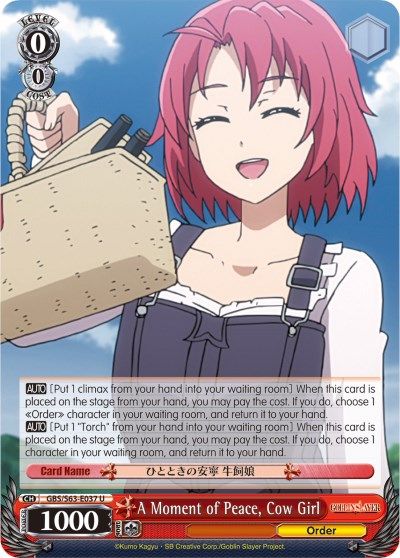 LEVEL
0
0
COST
AUTO [Put 1 climax from your hand into your waiting room] When this card is
placed on the stage from your hand, you may pay the cost. If you do, choose 1
«Order» character in your waiting room, and return it to your hand.
AUTO [Put 1 "Torch" from your hand into your waiting room] When this card is
placed on the stage from your hand, you may pay the cost. If you do, choose 1
«Order» character in your waiting room, and return it to your hand.
Card Name ひとときの安寧 牛飼娘
CH GBS/S63-E037 U
A Moment of Peace, Cow Girl
GOBLIN SLAYER
POWER 1000 SOUL
Order
©Kumo Kagyu・SB Creative Corp./Goblin Slayer Project.